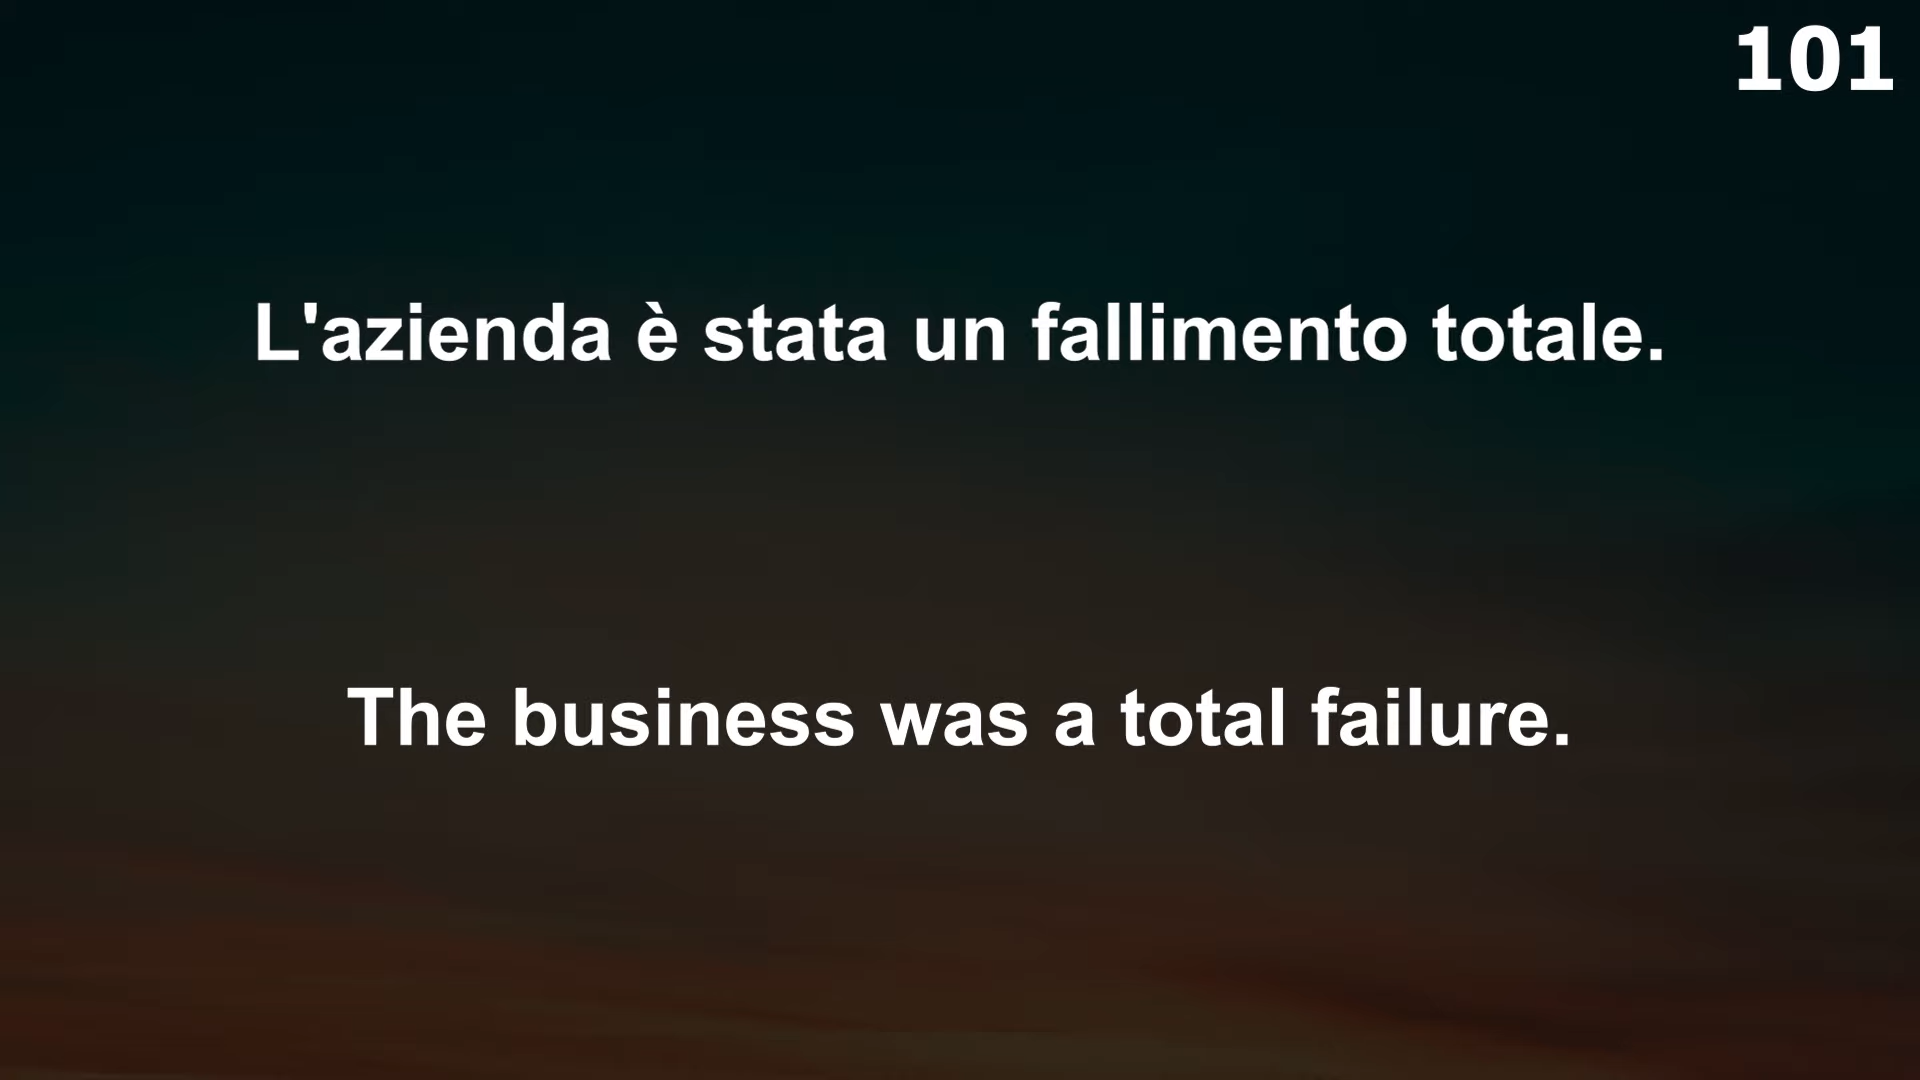 101
L'azienda è stata un fallimento totale.
The business was a total failure.